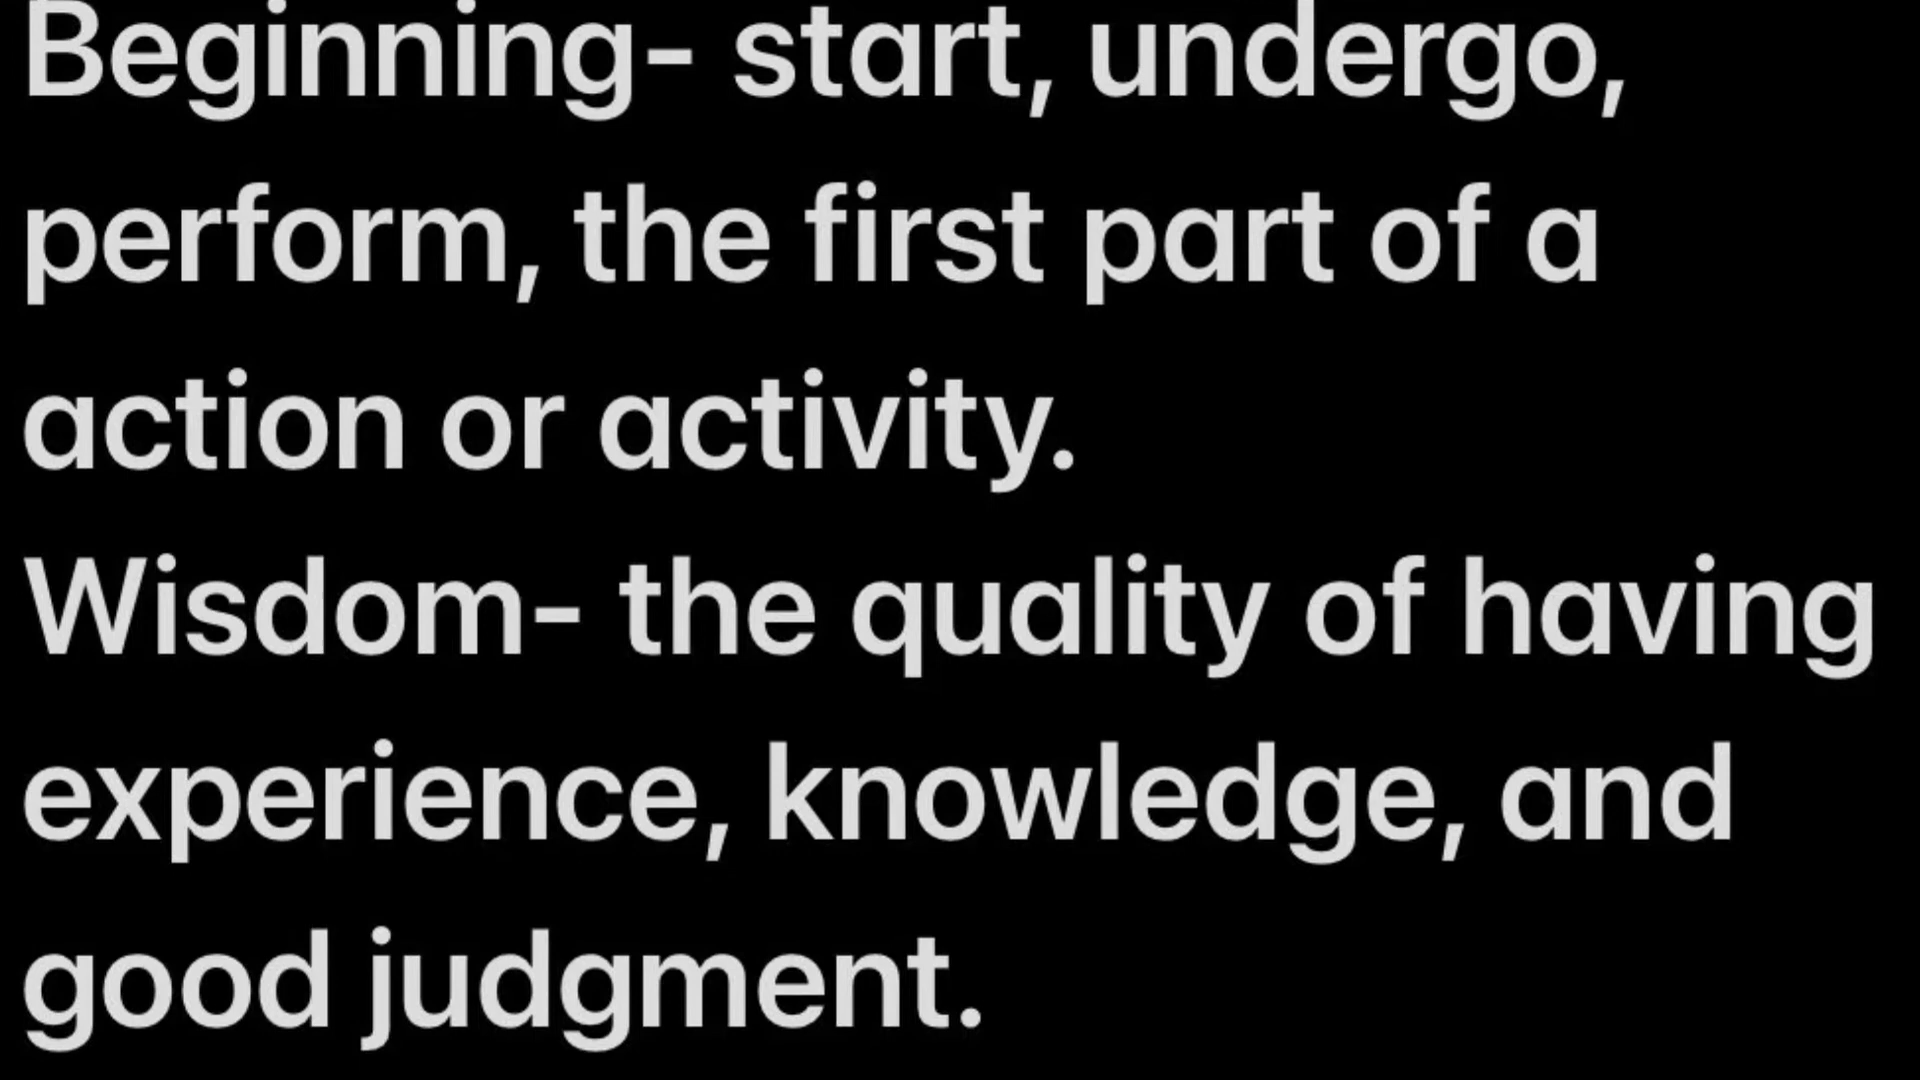 Beginning- start, undergo,
perform, the first part of a
action or activity.
Wisdom- the quality of having
experience, knowledge, and
good judgment.